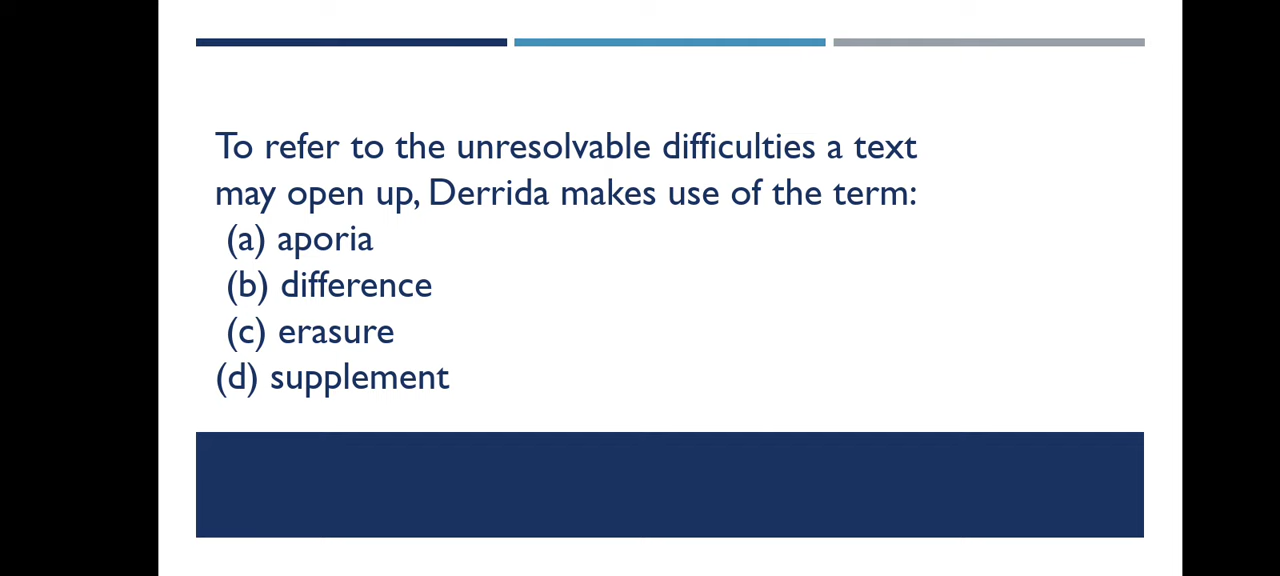 To refer to the unresolvable difficulties a text
may open up, Derrida makes use of the term:
(a) aporia
(b) difference
(c) erasure
(d) supplement